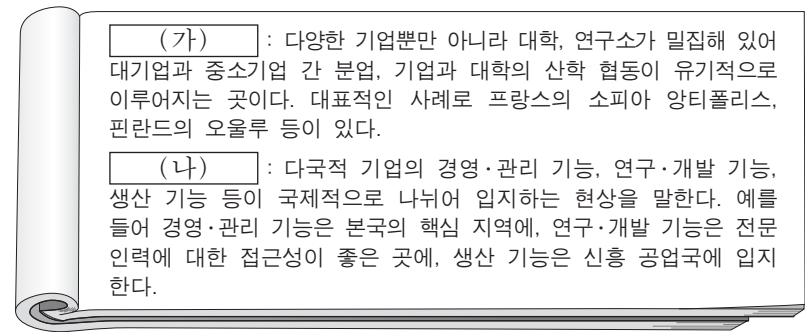 (가) : 다양한 기업뿐만 아니라 대학, 연구소가 밀집해 있어
대기업과 중소기업 간 분업, 기업과 대학의 산학 협동이 유기적으로
이루어지는 곳이다. 대표적인 사례로 프랑스의 소피아 앙티폴리스,
핀란드의 오울루 등이 있다.
(나) : 다국적 기업의 경영·관리 기능, 연구·개발 기능,
생산 기능 등이 국제적으로 나뉘어 입지하는 현상을 말한다. 예를
들어 경영·관리 기능은 본국의 핵심 지역에, 연구·개발 기능은 전문
인력에 대한 접근성이 좋은 곳에, 생산 기능은 신흥 공업국에 입지
한다.